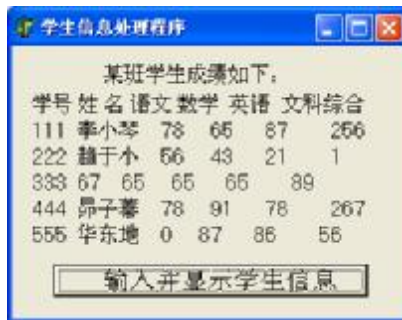 学生信息处理程序
某班学生成绩如下：
学号 姓 名 语文 数学 英语 文科综合
111 李小琴 78 65 87 256
222 赵于小 56 43 21 1
333 67 65 65 65 89
444 昂子蓦 78 91 78 267
555 华东地 0 87 86 56
输入并显示学生信息